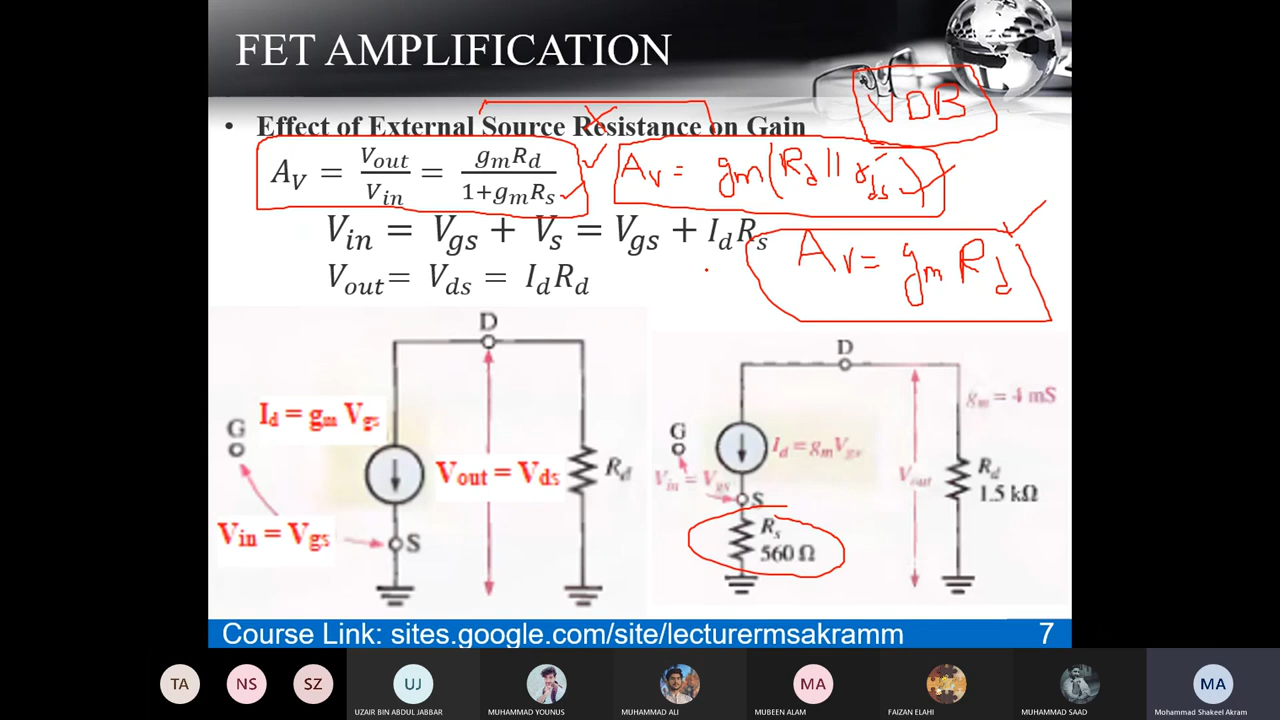 FET AMPLIFICATION
VDB
• Effect of External Source Resistance on Gain
A_V = V_out / V_in = g_m R_d / 1+g_m R_s
A_V = g_m (R_d || r_ds)
V_in = V_gs + V_s = V_gs + I_d R_s
A_V = g_m R_d
V_out = V_ds = I_d R_d
D
G
I_d = g_m V_gs
V_out = V_ds
R_d
V_in = V_gs
S
D
g_m = 4 mS
G
I_d = g_m V_gs
V_in = V_gs
V_out
R_d
1.5 kΩ
S
R_s
560 Ω
Course Link: sites.google.com/site/lecturermsakramm 7
TA NS SZ UJ MA MA
UZAIR BIN ABDUL JABBAR MUHAMMAD YOUNUS MUHAMMAD ALI MUBEEN ALAM FAIZAN ELAHI MUHAMMAD SAAD Mohammad Shakeel Akram